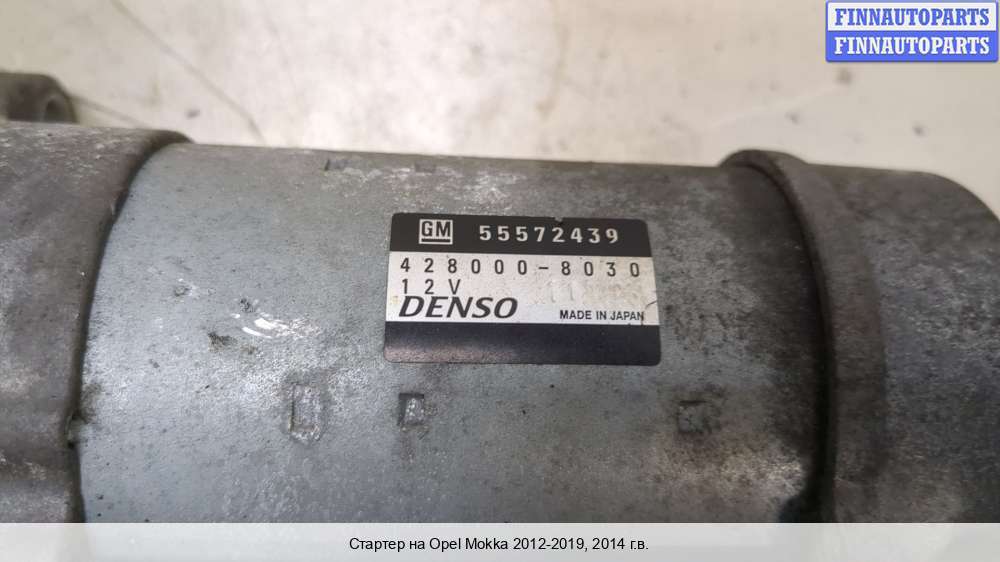 FINNAUTOPARTS
FINNAUTOPARTS
GM 55572439
428000-8030
12V
DENSO MADE IN JAPAN
Стартер на Opel Mokka 2012-2019, 2014 г.в.